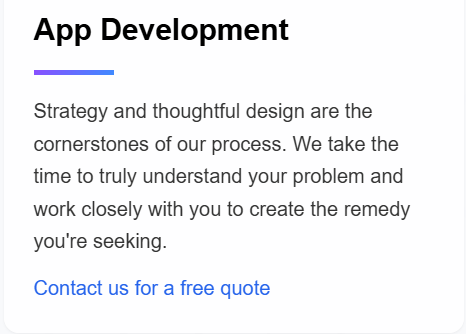 App Development
Strategy and thoughtful design are the
cornerstones of our process. We take the
time to truly understand your problem and
work closely with you to create the remedy
you're seeking.
Contact us for a free quote